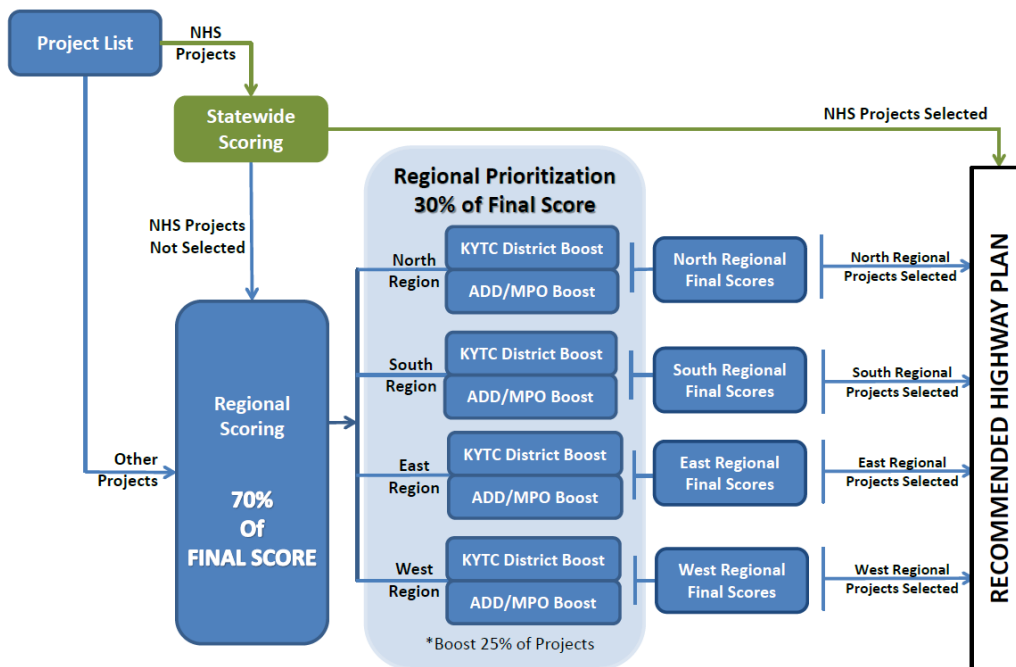 Project List
NHS
Projects
Statewide
Scoring
NHS Projects Selected
NHS Projects
Not Selected
Other
Projects
Regional
Scoring
70%
Of
FINAL SCORE
Regional Prioritization
30% of Final Score
North
Region
KYTC District Boost
ADD/MPO Boost
North Regional
Final Scores
North Regional
Projects Selected
South
Region
KYTC District Boost
ADD/MPO Boost
South Regional
Final Scores
South Regional
Projects Selected
East
Region
KYTC District Boost
ADD/MPO Boost
East Regional
Final Scores
East Regional
Projects Selected
West
Region
KYTC District Boost
ADD/MPO Boost
West Regional
Final Scores
West Regional
Projects Selected
*Boost 25% of Projects
RECOMMENDED HIGHWAY PLAN